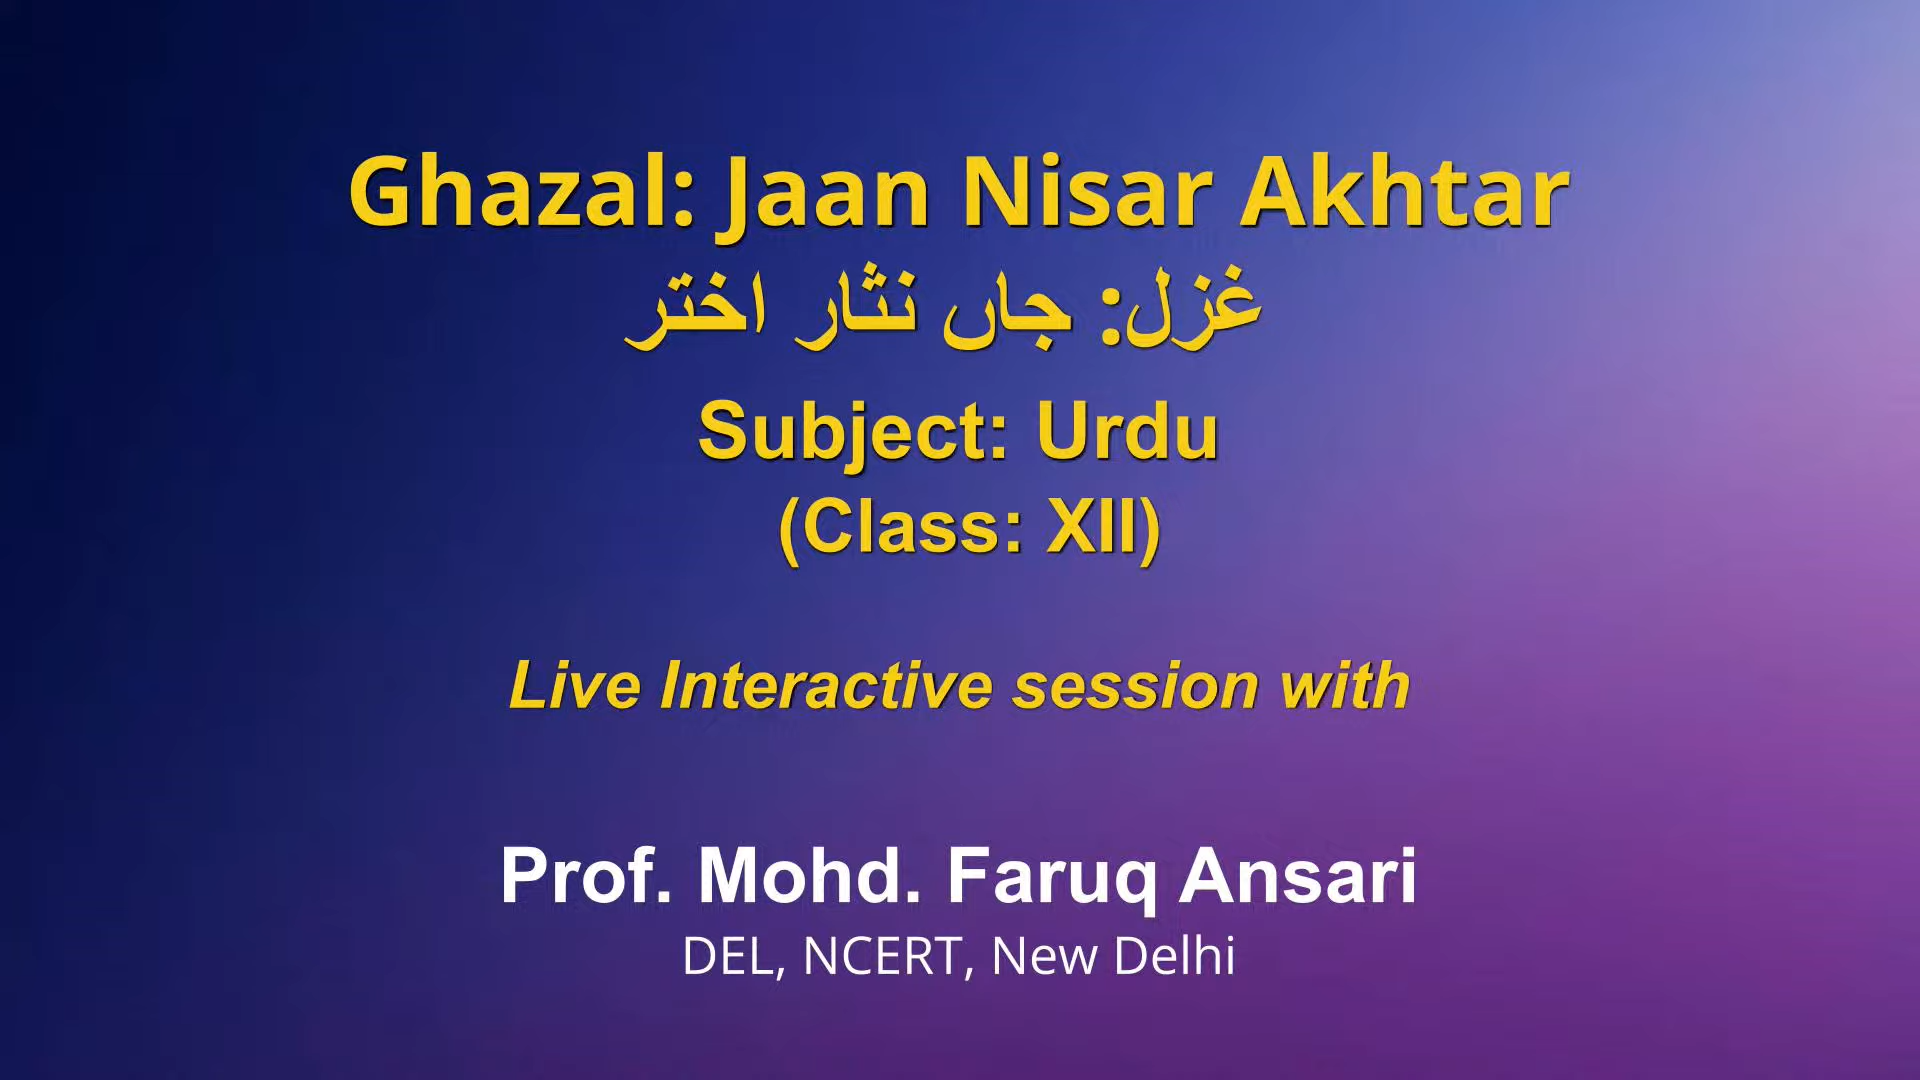 Ghazal: Jaan Nisar Akhtar
غزل: جاں نثار اختر
Subject: Urdu
(Class: XII)
Live Interactive session with
Prof. Mohd. Faruq Ansari
DEL, NCERT, New Delhi